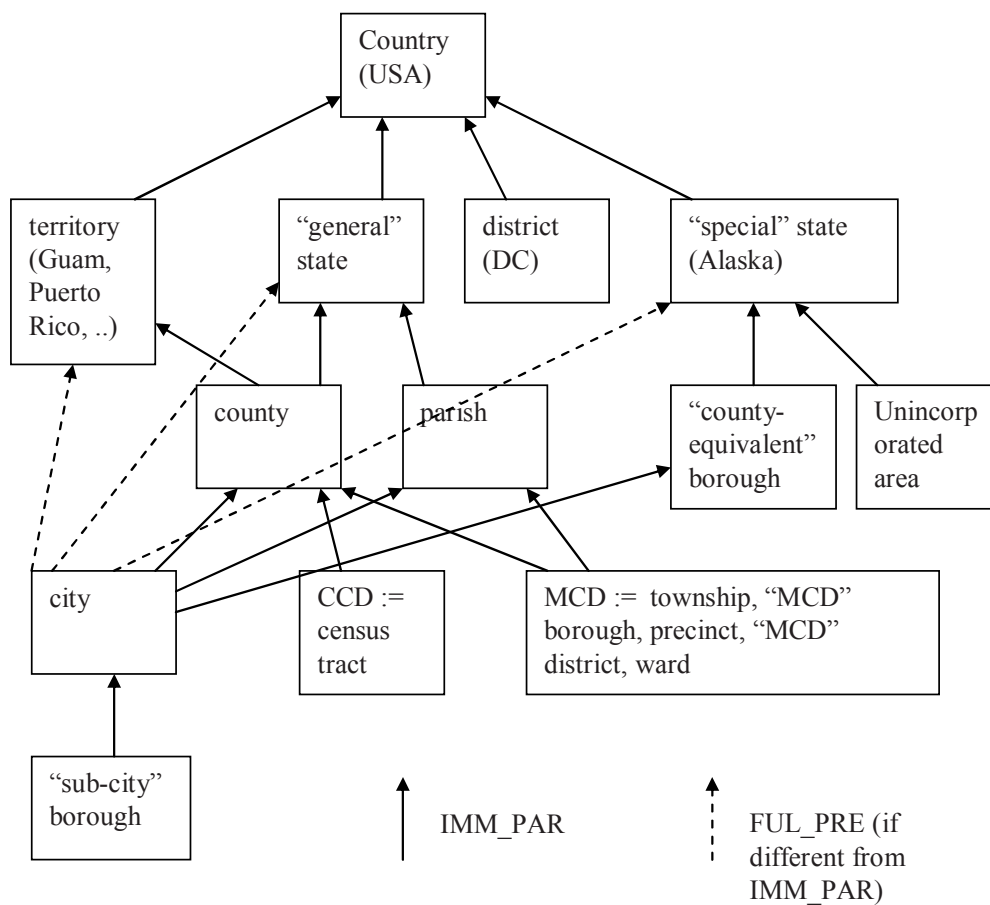 Country
(USA)
territory
(Guam,
Puerto
Rico, ..)
“general”
state
district
(DC)
“special” state
(Alaska)
county
parish
“county-
equivalent”
borough
Unincorp
orated
area
city
CCD :=
census
tract
MCD := township, “MCD”
borough, precinct, “MCD”
district, ward
“sub-city”
borough
IMM_PAR
FUL_PRE (if
different from
IMM_PAR)